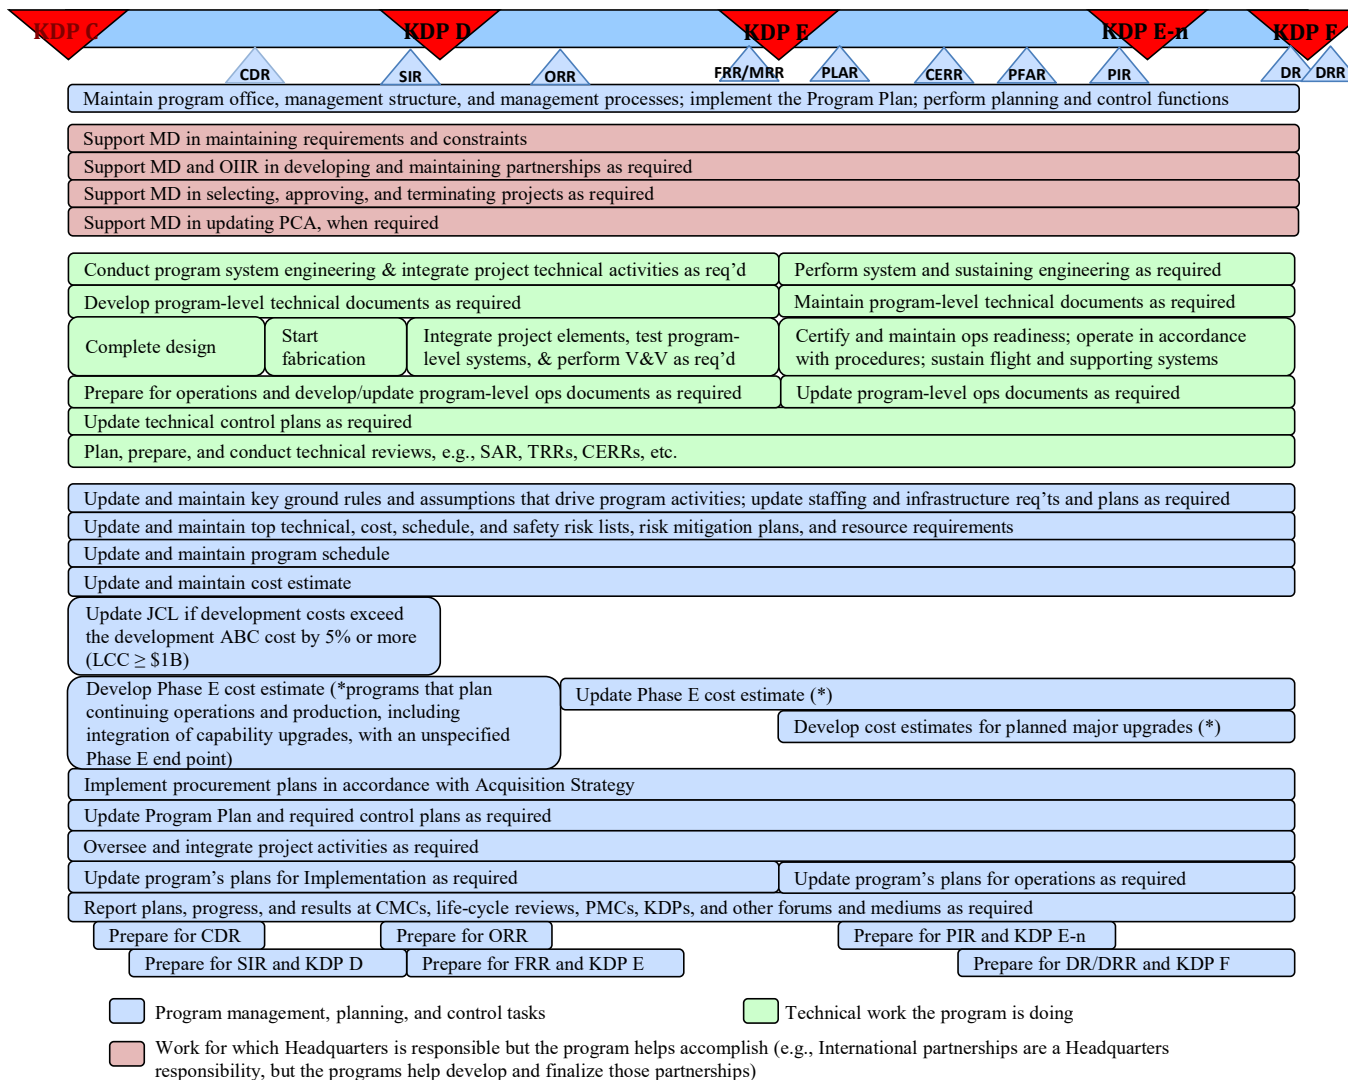 KDP C KDP D KDP E KDP E-n KDP F
CDR SIR ORR FRR/MRR PLAR CERR PFAR PIR DR DRR
Maintain program office, management structure, and management processes; implement the Program Plan; perform planning and control functions
Support MD in maintaining requirements and constraints
Support MD and OIIR in developing and maintaining partnerships as required
Support MD in selecting, approving, and terminating projects as required
Support MD in updating PCA, when required
Conduct program system engineering & integrate project technical activities as req'd
Perform system and sustaining engineering as required
Develop program-level technical documents as required
Maintain program-level technical documents as required
Complete design
Start
fabrication
Integrate project elements, test program-
level systems, & perform V&V as req'd
Certify and maintain ops readiness; operate in accordance
with procedures; sustain flight and supporting systems
Prepare for operations and develop/update program-level ops documents as required
Update program-level ops documents as required
Update technical control plans as required
Plan, prepare, and conduct technical reviews, e.g., SAR, TRRs, CERRs, etc.
Update and maintain key ground rules and assumptions that drive program activities; update staffing and infrastructure req'ts and plans as required
Update and maintain top technical, cost, schedule, and safety risk lists, risk mitigation plans, and resource requirements
Update and maintain program schedule
Update and maintain cost estimate
Update JCL if development costs exceed
the development ABC cost by 5% or more
(LCC ≥ $1B)
Develop Phase E cost estimate (*programs that plan
continuing operations and production, including
integration of capability upgrades, with an unspecified
Phase E end point)
Update Phase E cost estimate (*)
Develop cost estimates for planned major upgrades (*)
Implement procurement plans in accordance with Acquisition Strategy
Update Program Plan and required control plans as required
Oversee and integrate project activities as required
Update program's plans for Implementation as required
Update program's plans for operations as required
Report plans, progress, and results at CMCs, life-cycle reviews, PMCs, KDPs, and other forums and mediums as required
Prepare for CDR
Prepare for ORR
Prepare for PIR and KDP E-n
Prepare for SIR and KDP D
Prepare for FRR and KDP E
Prepare for DR/DRR and KDP F
Program management, planning, and control tasks
Technical work the program is doing
Work for which Headquarters is responsible but the program helps accomplish (e.g., International partnerships are a Headquarters
responsibility, but the programs help develop and finalize those partnerships)